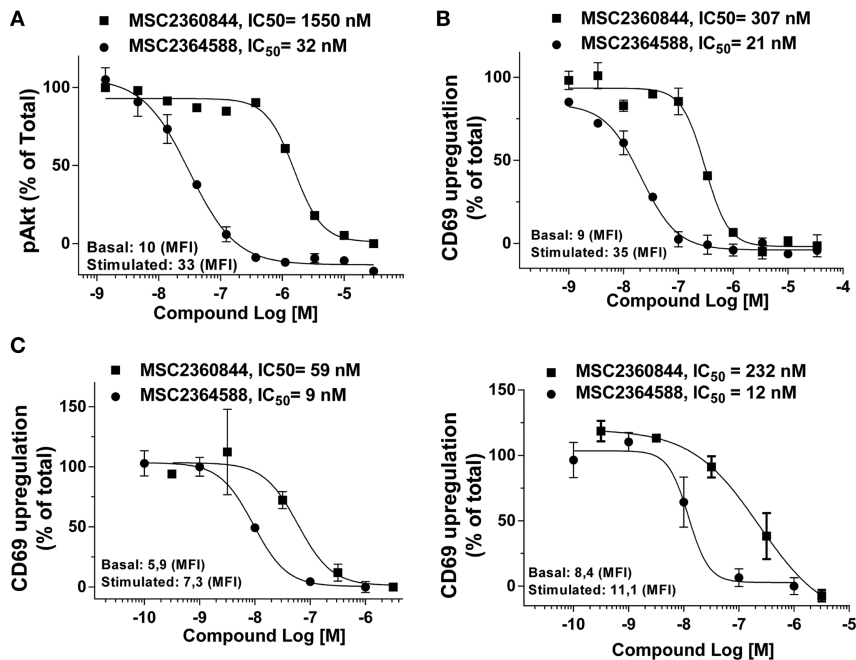 A
MSC2360844, IC50= 1550 nM
MSC2364588, IC50= 32 nM
100
50
0
pAkt (% of Total)
Basal: 10 (MFI)
Stimulated: 33 (MFI)
-9 -8 -7 -6 -5 -4
Compound Log [M]
B
MSC2360844, IC50= 307 nM
MSC2364588, IC50= 21 nM
100
50
0
CD69 upreguation
(% of total)
Basal: 9 (MFI)
Stimulated: 35 (MFI)
-9 -8 -7 -6 -5 -4
Compound Log [M]
C
MSC2360844, IC50= 59 nM
MSC2364588, IC50= 9 nM
150
100
50
0
CD69 upregulation
(% of total)
Basal: 5,9 (MFI)
Stimulated: 7,3 (MFI)
-10 -9 -8 -7 -6
Compound Log [M]
MSC2360844, IC50 = 232 nM
MSC2364588, IC50 = 12 nM
150
100
50
0
CD69 upregulation
(% of total)
Basal: 8,4 (MFI)
Stimulated: 11,1 (MFI)
-10 -9 -8 -7 -6 -5
Compound Log [M]